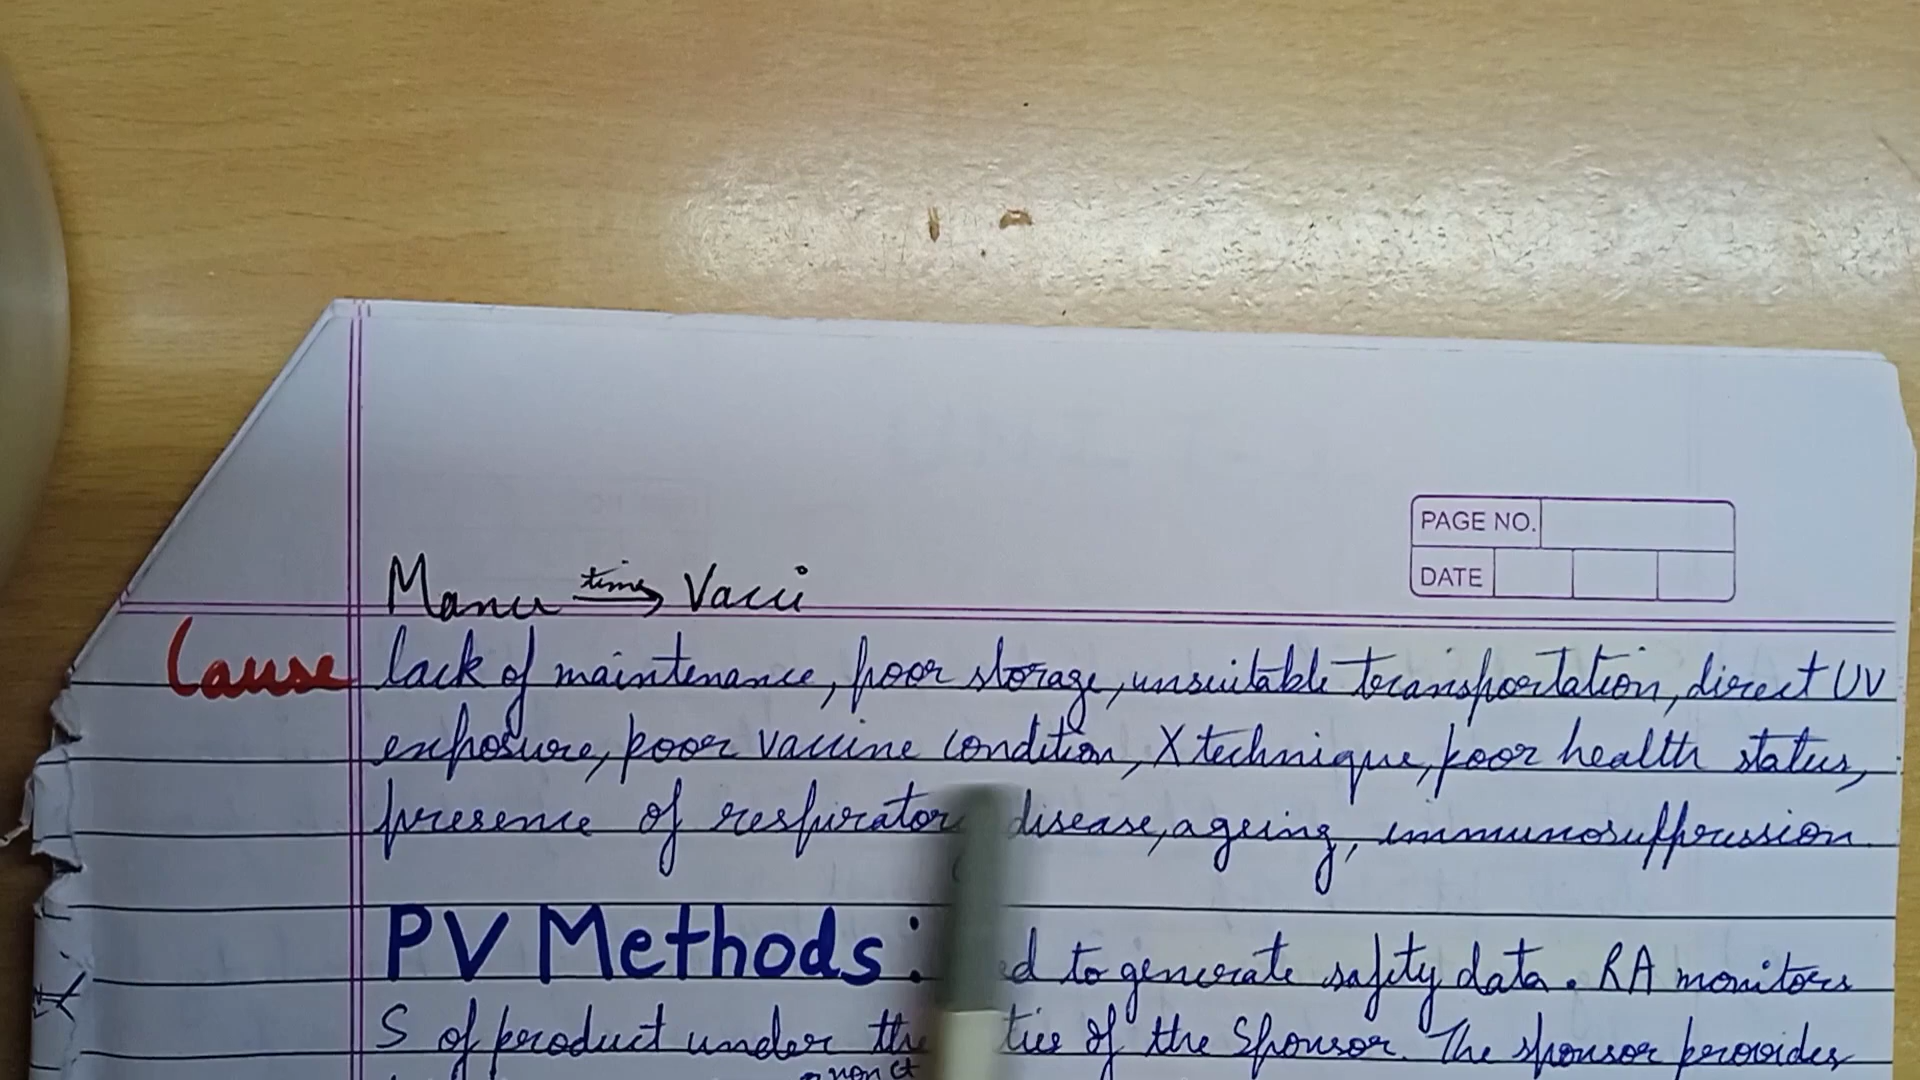 PAGE NO.
DATE
Manu time Vacci
Cause lack of maintenance, poor storage, unsuitable transportation, direct UV
exposure, poor vaccine condition, X technique, poor health status,
presence of respiratory disease, ageing, immunosuppression.
PV Methods: to generate safety data. RA monitors
S of product under the of the Sponsor. The sponsor provides